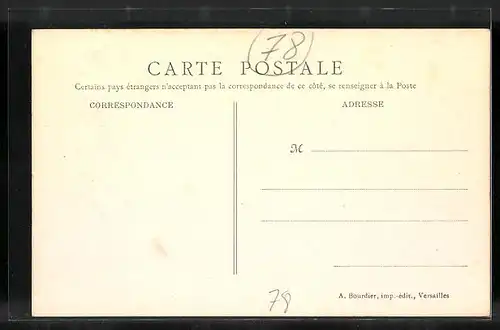 (78)
CARTE POSTALE
Certains pays étrangers n'acceptant pas la correspondance de ce côté, se renseigner à la Poste
CORRESPONDANCE
ADRESSE
M
78
A. Bourdier, imp.-édit., Versailles